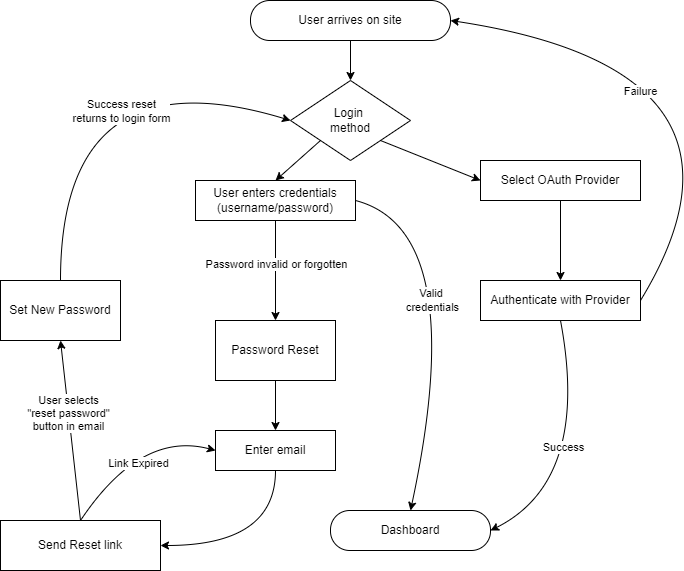 User arrives on site
Success reset
returns to login form
Login
method
Failure
User enters credentials
(username/password)
Select OAuth Provider
Password invalid or forgotten
Valid
credentials
Set New Password
Authenticate with Provider
Password Reset
User selects
"reset password"
button in email
Link Expired
Enter email
Success
Send Reset link
Dashboard